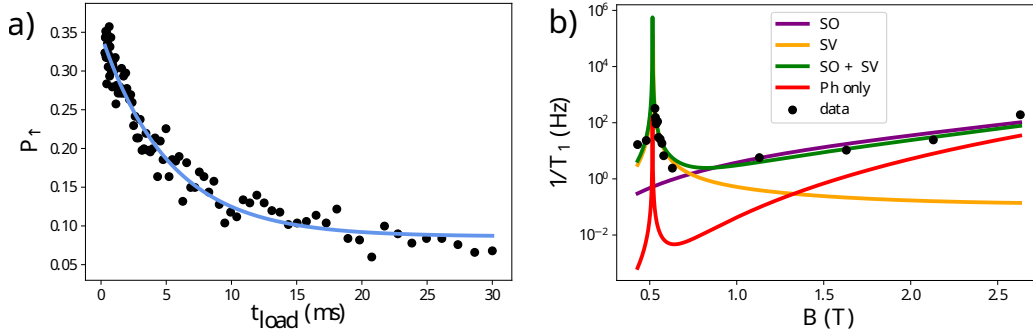 a)
0.35
0.30
0.25
0.20
0.15
0.10
0.05
P↑
0
5
10
15
20
25
30
tload (ms)
b)
10⁶
10⁴
10²
10⁰
10⁻²
1/T₁ (Hz)
SO
SV
SO + SV
Ph only
data
0.5
1.0
1.5
2.0
2.5
B (T)